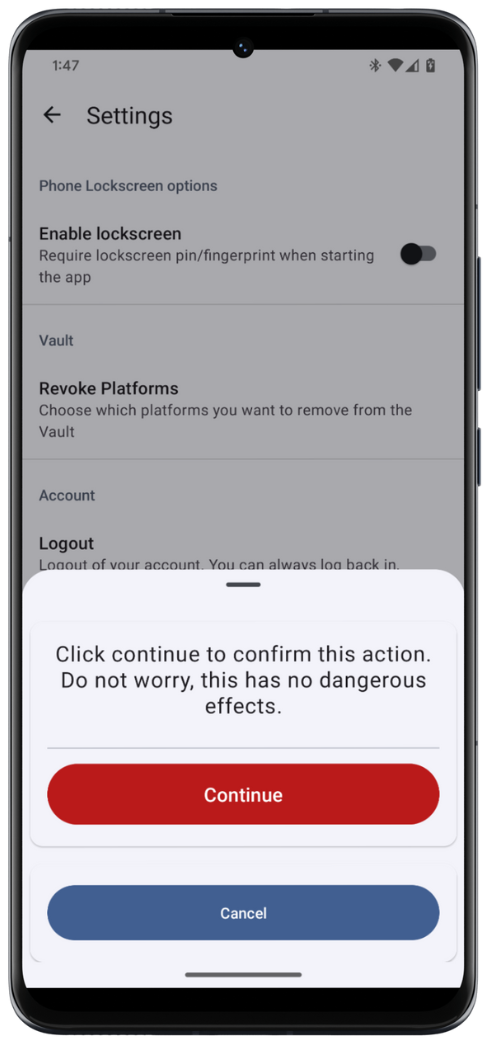 1:47
Settings
Phone Lockscreen options
Enable lockscreen
Require lockscreen pin/fingerprint when starting
the app
Vault
Revoke Platforms
Choose which platforms you want to remove from the
Vault
Account
Logout
Logout of your account. You can always log back in.
Click continue to confirm this action.
Do not worry, this has no dangerous
effects.
Continue
Cancel